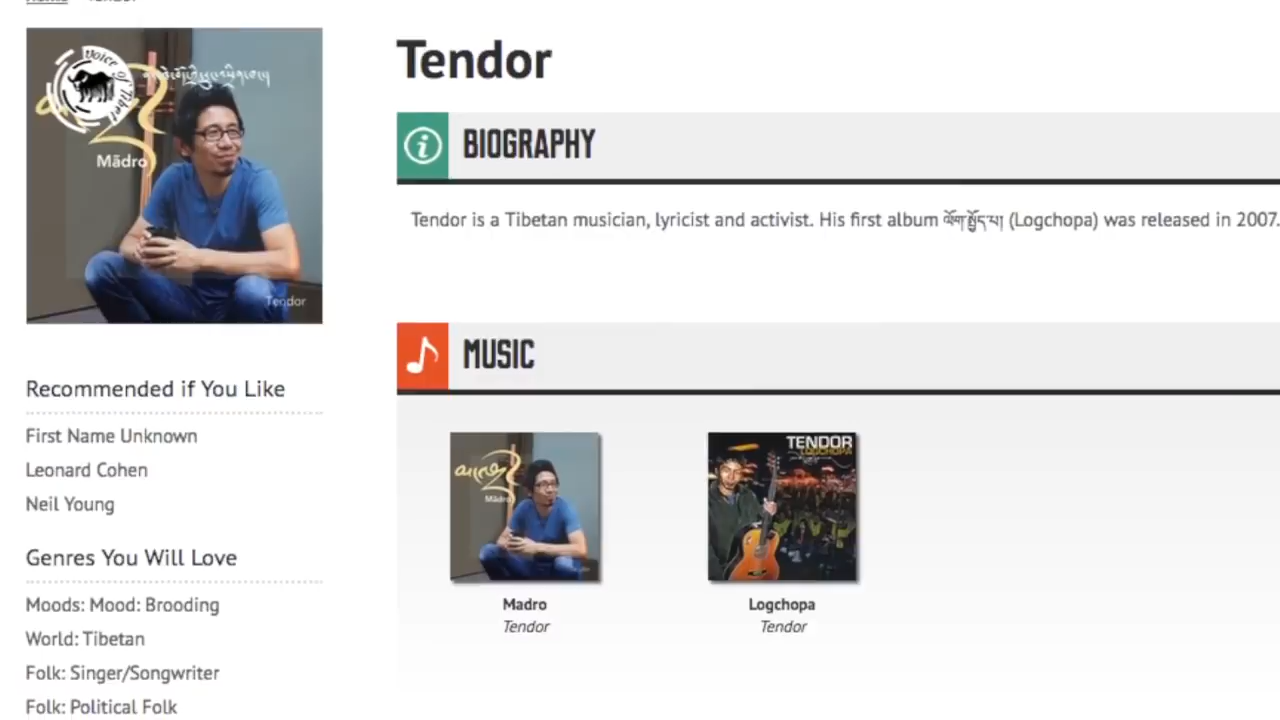 Voice of Tibet
Mādro
Tendor
Tendor
BIOGRAPHY
Tendor is a Tibetan musician, lyricist and activist. His first album ལོག་སྤྱོད་པ། (Logchopa) was released in 2007.
Recommended if You Like
First Name Unknown
Leonard Cohen
Neil Young
Genres You Will Love
Moods: Mood: Brooding
World: Tibetan
Folk: Singer/Songwriter
Folk: Political Folk
MUSIC
Mādro
TENDOR
LOGCHOPA
Madro
Tendor
Logchopa
Tendor